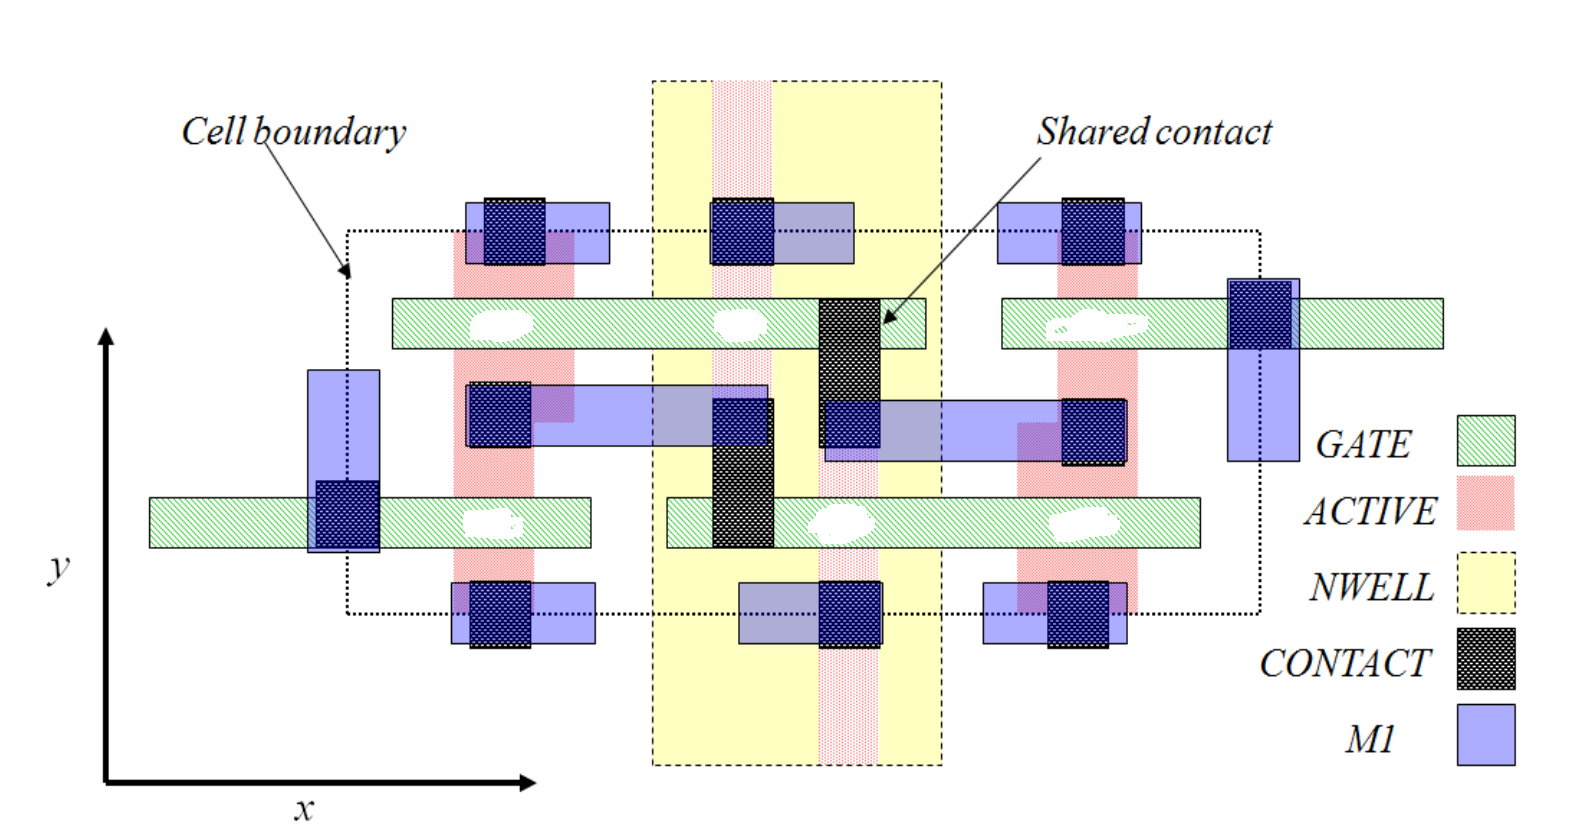 Cell boundary
Shared contact
GATE
ACTIVE
NWELL
CONTACT
M1
y
x